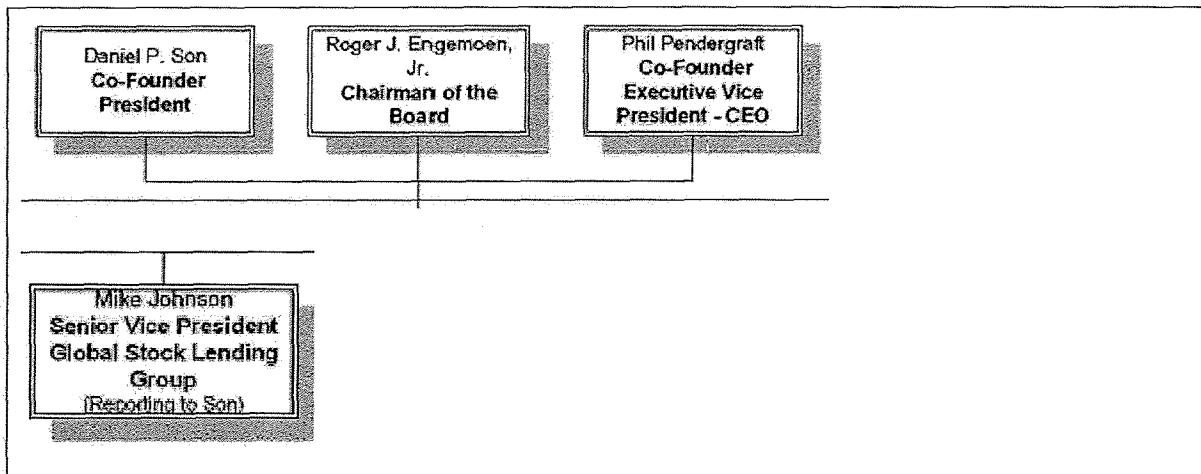 Daniel P. Son
Co-Founder
President
Roger J. Engemoen,
Jr.
Chairman of the
Board
Phil Pendergraft
Co-Founder
Executive Vice
President - CEO
Mike Johnson
Senior Vice President
Global Stock Lending
Group
(Reporting to Son)